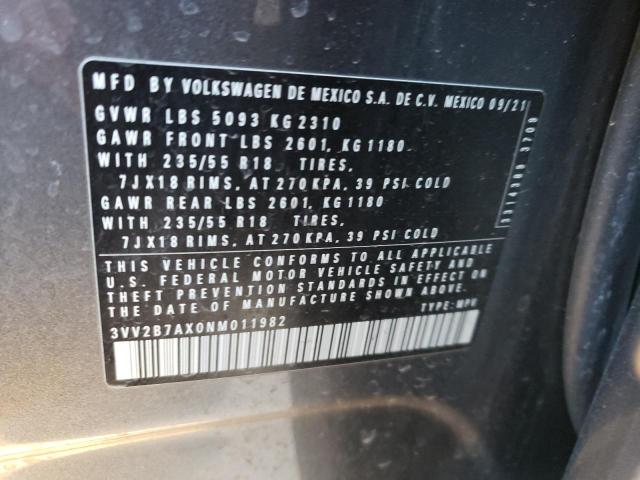 MFD BY VOLKSWAGEN DE MEXICO S.A. DE C.V. MEXICO 09/21
GVWR LBS 5093 KG 2310
GAWR FRONT LBS 2601, KG 1180
WITH 235/55 R18 TIRES,
7JX18 RIMS, AT 270 KPA, 39 PSI COLD
GAWR REAR LBS 2601, KG 1180
WITH 235/55 R18 TIRES,
7JX18 RIMS, AT 270 KPA, 39 PSI COLD
THIS VEHICLE CONFORMS TO ALL APPLICABLE
U.S. FEDERAL MOTOR VEHICLE SAFETY AND
THEFT PREVENTION STANDARDS IN EFFECT ON
THE DATE OF MANUFACTURE SHOWN ABOVE.
3VV2B7AX0NM011982 TYPE: MPV
3709